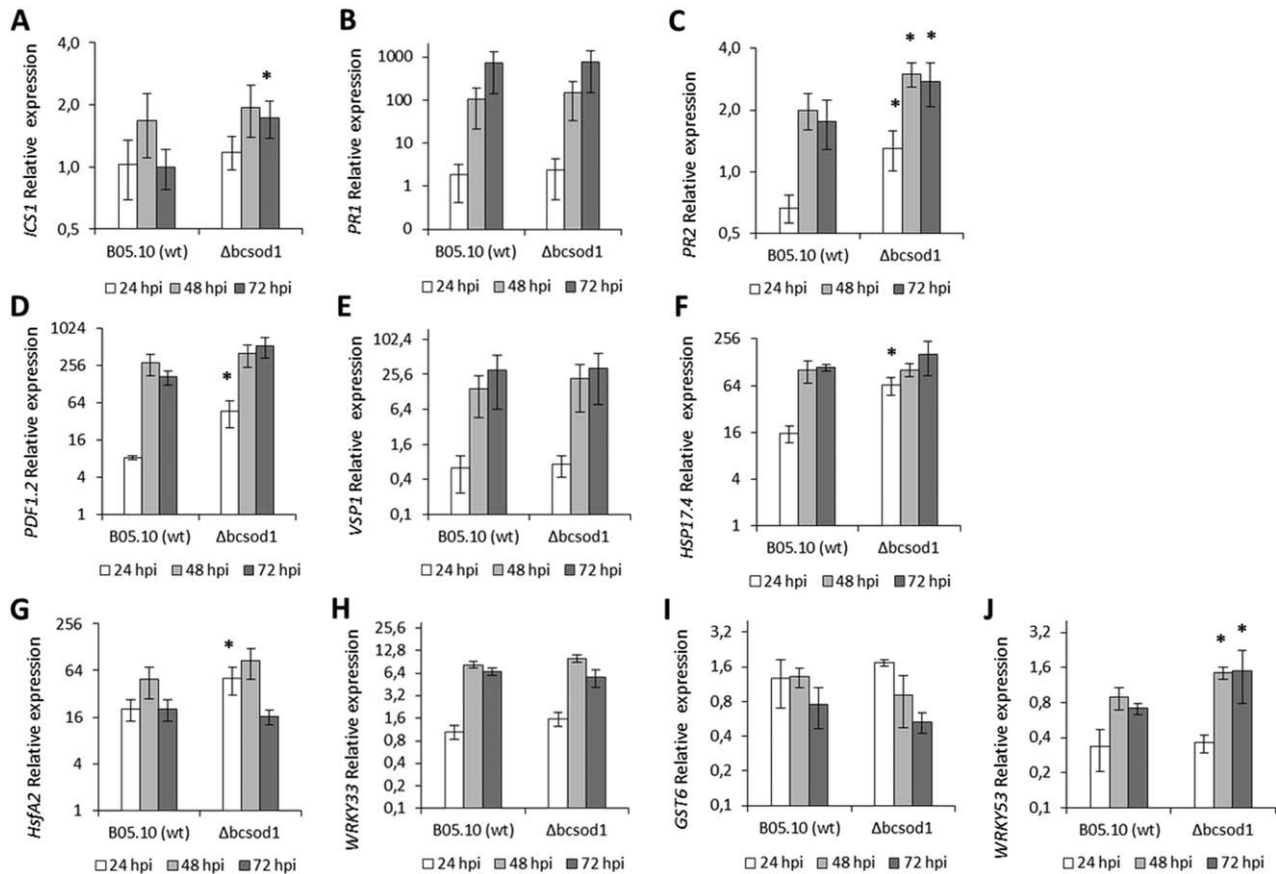 A
ICS1 Relative expression
4,0
2,0
1,0
0,5
*
B05.10 (wt) Δbcsod1
24 hpi 48 hpi 72 hpi
B
PR1 Relative expression
1000
100
10
1
0
B05.10 (wt) Δbcsod1
24 hpi 48 hpi 72 hpi
C
PR2 Relative expression
4,0
2,0
1,0
0,5
* * *
B05.10 (wt) Δbcsod1
24 hpi 48 hpi 72 hpi
D
PDF1.2 Relative expression
1024
256
64
16
4
1
*
B05.10 (wt) Δbcsod1
24 hpi 48 hpi 72 hpi
E
VSP1 Relative expression
102,4
25,6
6,4
1,6
0,4
0,1
B05.10 (wt) Δbcsod1
24 hpi 48 hpi 72 hpi
F
HSP17.4 Relative expression
256
64
16
4
1
*
B05.10 (wt) Δbcsod1
24 hpi 48 hpi 72 hpi
G
HsfA2 Relative expression
256
64
16
4
1
*
B05.10 (wt) Δbcsod1
24 hpi 48 hpi 72 hpi
H
WRKY33 Relative expression
25,6
12,8
6,4
3,2
1,6
0,8
0,4
0,2
0,1
B05.10 (wt) Δbcsod1
24 hpi 48 hpi 72 hpi
I
GST6 Relative expression
3,2
1,6
0,8
0,4
0,2
0,1
B05.10 (wt) Δbcsod1
24 hpi 48 hpi 72 hpi
J
WRKY53 Relative expression
3,2
1,6
0,8
0,4
0,2
0,1
* *
B05.10 (wt) Δbcsod1
24 hpi 48 hpi 72 hpi